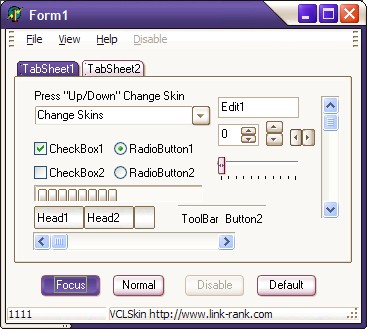 Form1
File View Help Disable
TabSheet1 TabSheet2
Press "Up/Down" Change Skin
Change Skins
Edit1
0
CheckBox1 RadioButton1
CheckBox2 RadioButton2
Head1 Head2
ToolBar Button2
Focus Normal Disable Default
1111 VCLSkin http://www.link-rank.com